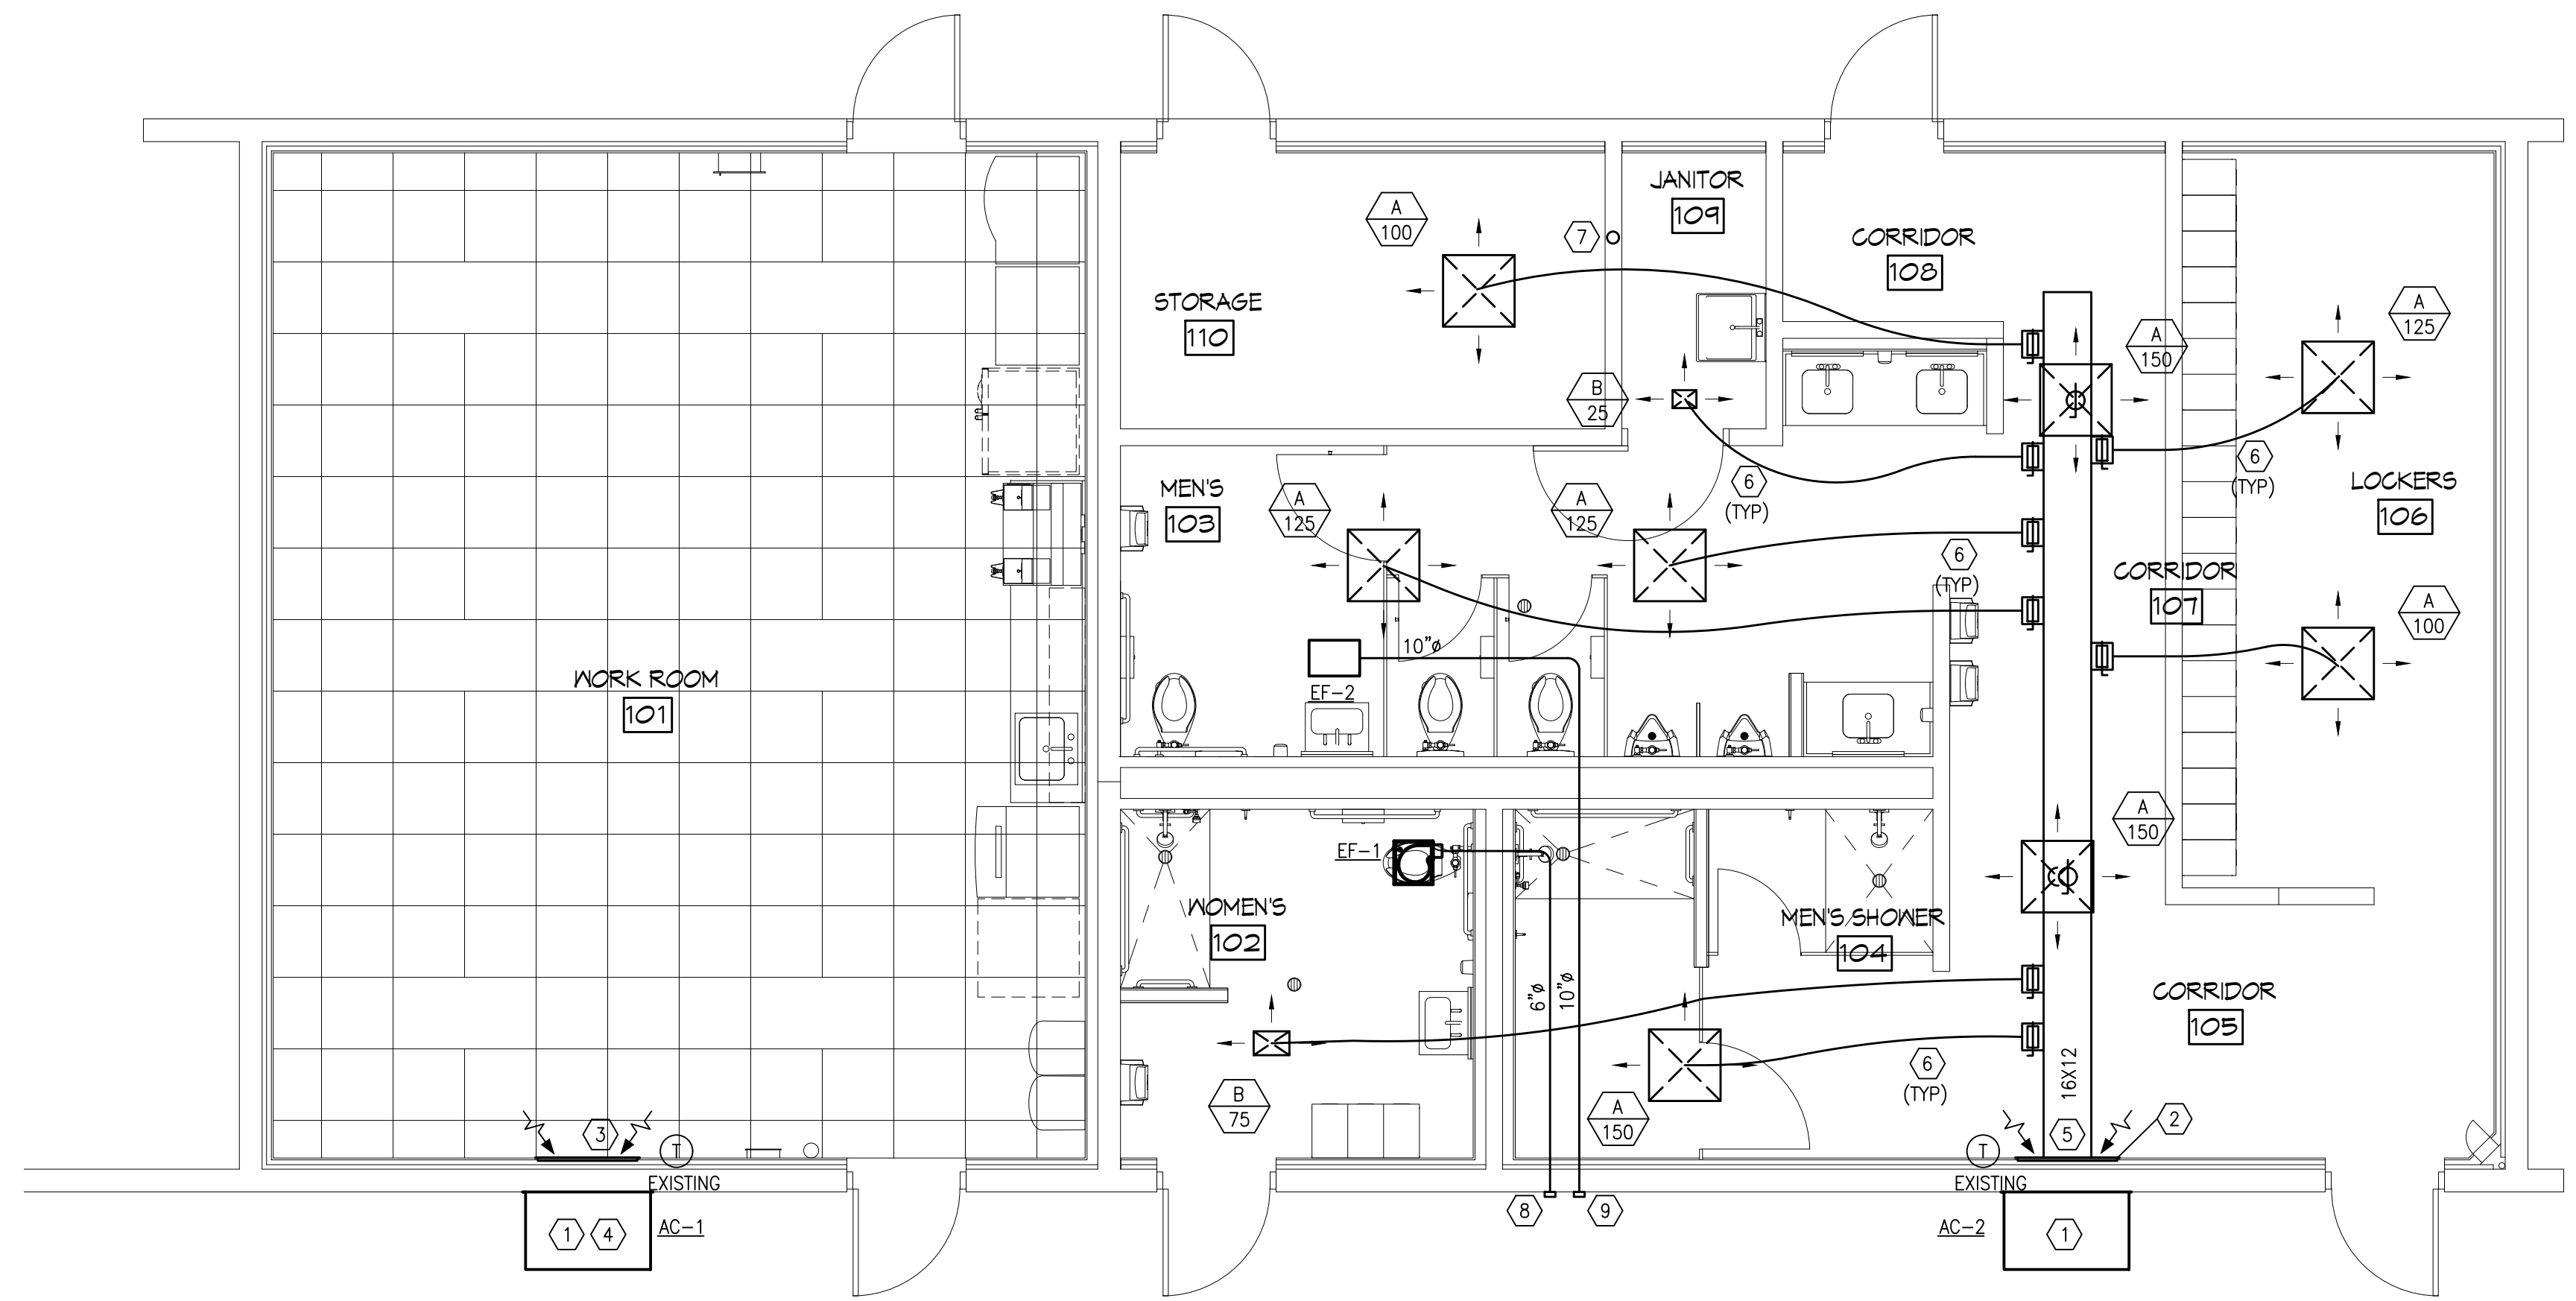 JANITOR
109
A
100
7
CORRIDOR
108
STORAGE
110
A
125
A
150
B
25
6
(TYP)
6
(TYP)
LOCKERS
106
MEN'S
103
A
125
A
125
6
(TYP)
CORRIDOR
107
A
100
10"ø
EF-2
WORK ROOM
101
A
150
EF-1
WOMEN'S
102
MEN'S/SHOWER
104
6"ø
10"ø
CORRIDOR
105
16X12
6
(TYP)
B
75
A
150
3
T
EXISTING
T
5
2
EXISTING
8
9
1
4
AC-1
AC-2
1